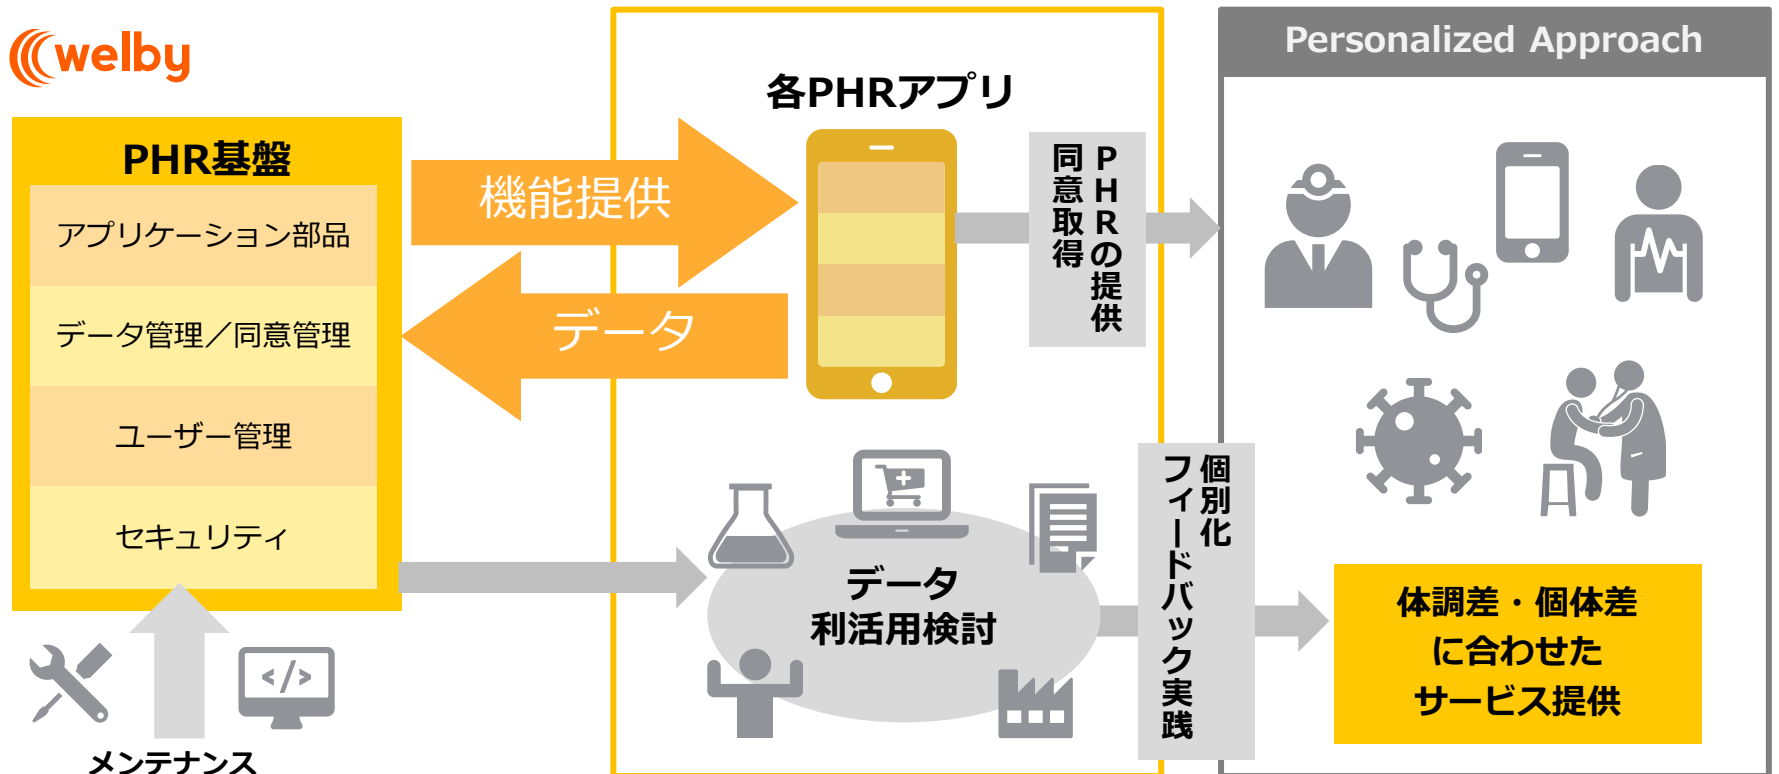 welby
PHR基盤
アプリケーション部品
データ管理／同意管理
ユーザー管理
セキュリティ
メンテナンス
機能提供
データ
各PHRアプリ
PHRの提供
同意取得
データ
利活用検討
</>
個別化
フィードバック実践
Personalized Approach
体調差・個体差
に合わせた
サービス提供